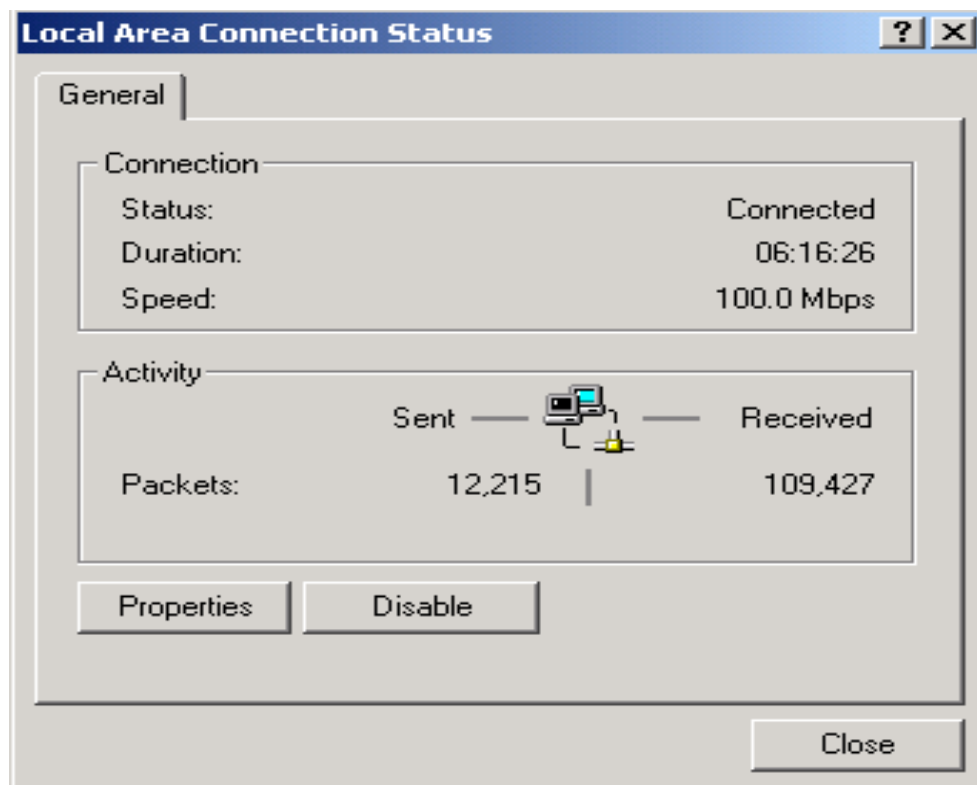 Local Area Connection Status
General
Connection
Status: Connected
Duration: 06:16:26
Speed: 100.0 Mbps
Activity
Sent Received
Packets: 12,215 109,427
Properties Disable
Close